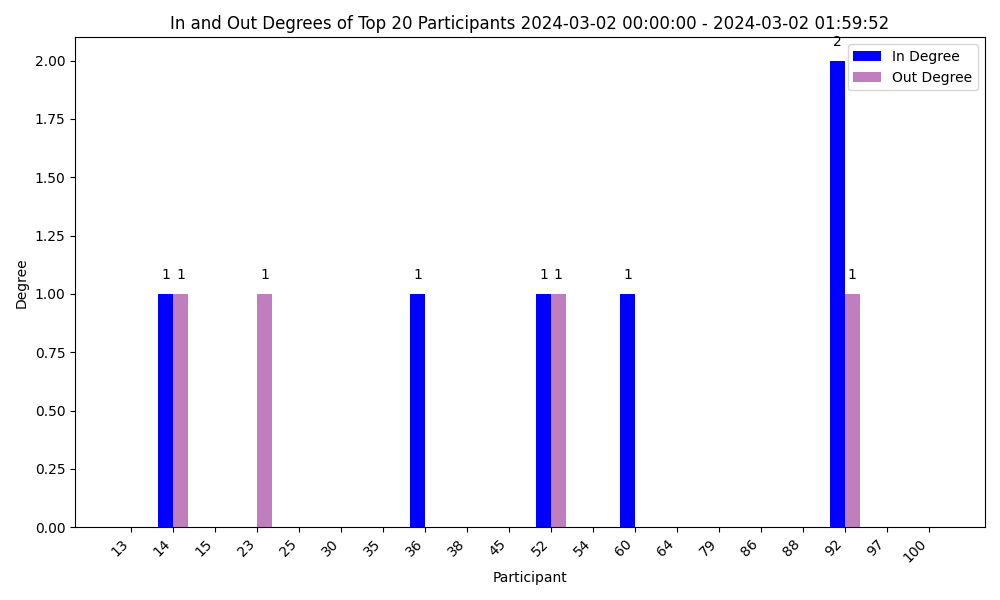 In and Out Degrees of Top 20 Participants 2024-03-02 00:00:00 - 2024-03-02 01:59:52
In Degree
Out Degree
2
1 1 1 1 1 1 1 1
Degree
2.00
1.75
1.50
1.25
1.00
0.75
0.50
0.25
0.00
13 14 15 23 25 30 35 36 38 45 52 54 60 64 79 86 88 92 97 100
Participant